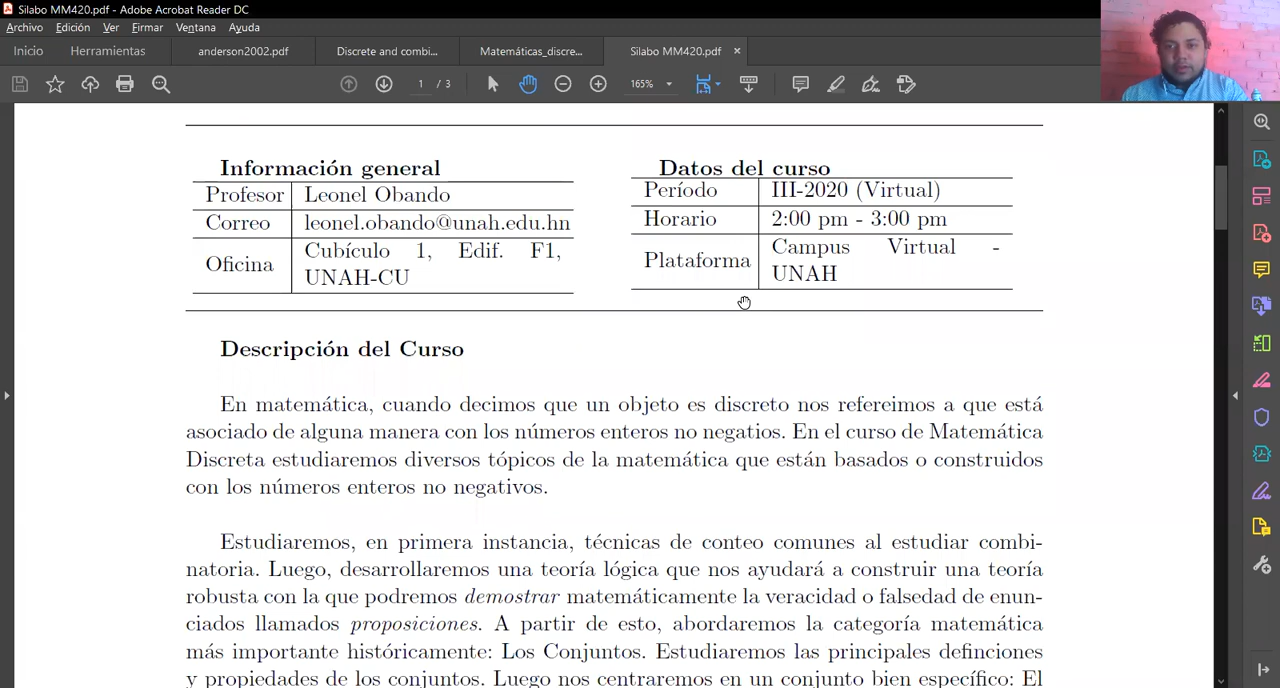 Silabo MM420.pdf - Adobe Acrobat Reader DC
Archivo Edición Ver Firmar Ventana Ayuda
Inicio Herramientas anderson2002.pdf Discrete and combi... Matemáticas_discre... Silabo MM420.pdf ×
1 / 3 165%
Información general
Profesor Leonel Obando
Correo leonel.obando@unah.edu.hn
Oficina Cubículo 1, Edif. F1,
UNAH-CU
Datos del curso
Período III-2020 (Virtual)
Horario 2:00 pm - 3:00 pm
Plataforma Campus Virtual -
UNAH
Descripción del Curso
En matemática, cuando decimos que un objeto es discreto nos refereimos a que está
asociado de alguna manera con los números enteros no negatios. En el curso de Matemática
Discreta estudiaremos diversos tópicos de la matemática que están basados o construidos
con los números enteros no negativos.
Estudiaremos, en primera instancia, técnicas de conteo comunes al estudiar combi-
natoria. Luego, desarrollaremos una teoría lógica que nos ayudará a construir una teoría
robusta con la que podremos demostrar matemáticamente la veracidad o falsedad de enun-
ciados llamados proposiciones. A partir de esto, abordaremos la categoría matemática
más importante históricamente: Los Conjuntos. Estudiaremos las principales definciones
y propiedades de los conjuntos. Luego nos centraremos en un conjunto bien específico: El